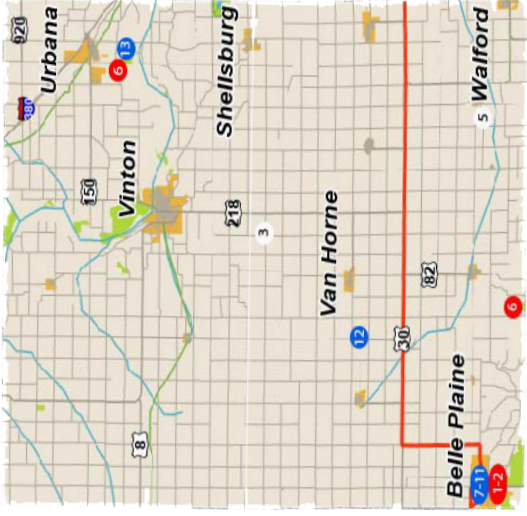 920
380
Urbana
150
6
13
Vinton
8
Shellsburg
218
3
Van Horne
12
30
82
Belle Plaine
Walford
5
7-11
1-2
6